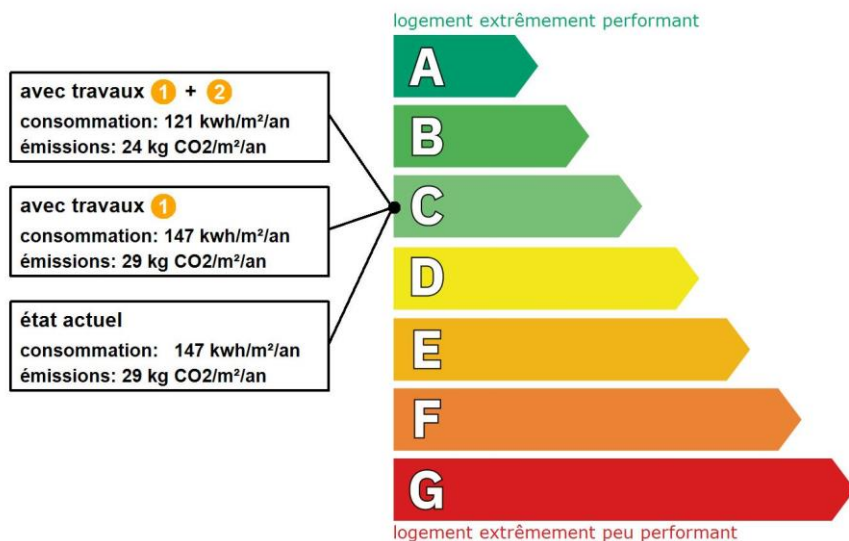 logement extrêmement performant
avec travaux 1 + 2
consommation: 121 kwh/m²/an
émissions: 24 kg CO2/m²/an
avec travaux 1
consommation: 147 kwh/m²/an
émissions: 29 kg CO2/m²/an
état actuel
consommation: 147 kwh/m²/an
émissions: 29 kg CO2/m²/an
A
B
C
D
E
F
G
logement extrêmement peu performant